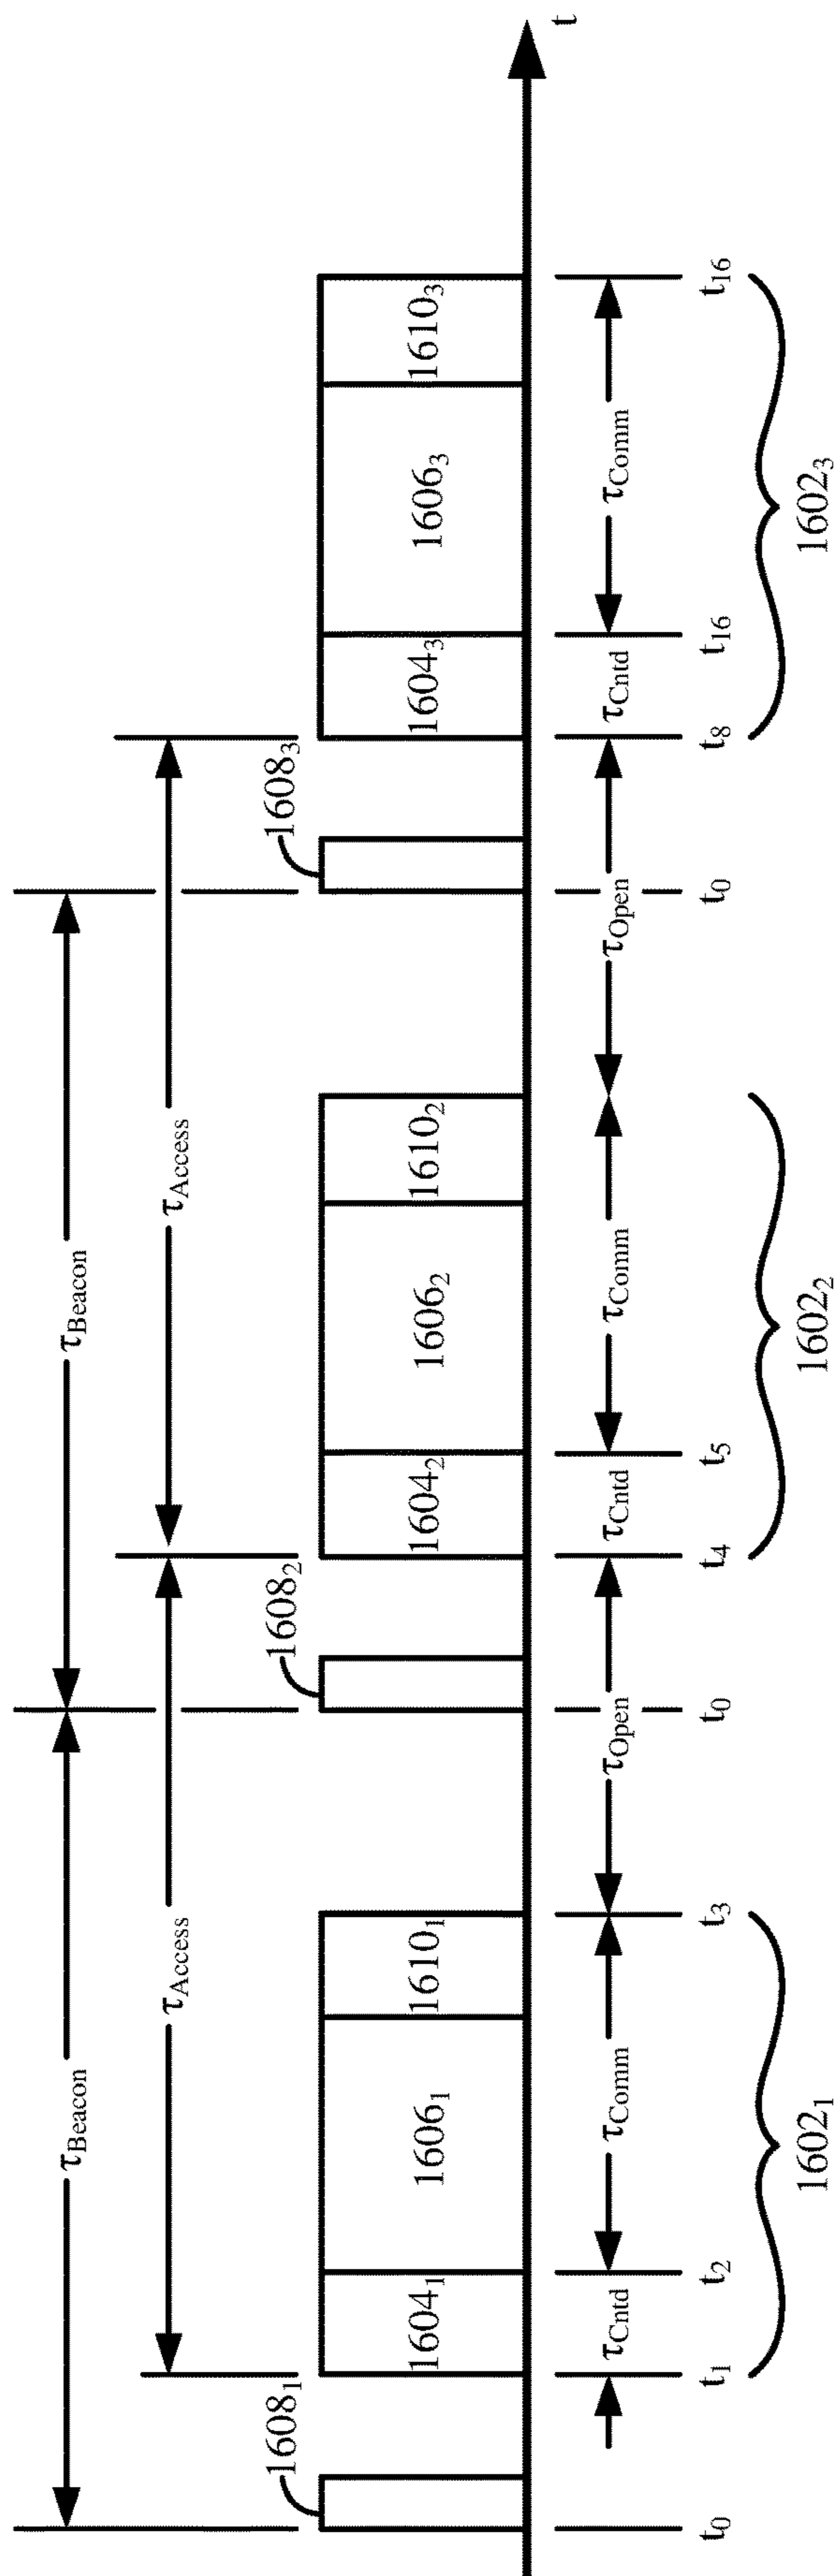 τBeacon τBeacon
τAccess τAccess
1608₁ 1608₂ 1608₃
1604₁ 1606₁ 1610₁ 1604₂ 1606₂ 1610₂ 1604₃ 1606₃ 1610₃
t
τCntd τComm τOpen τCntd τComm τOpen τCntd τComm
t₀ t₁ t₂ t₃ t₀ t₄ t₅ t₀ t₈ t₁₆ t₁₆
1602₁ 1602₂ 1602₃